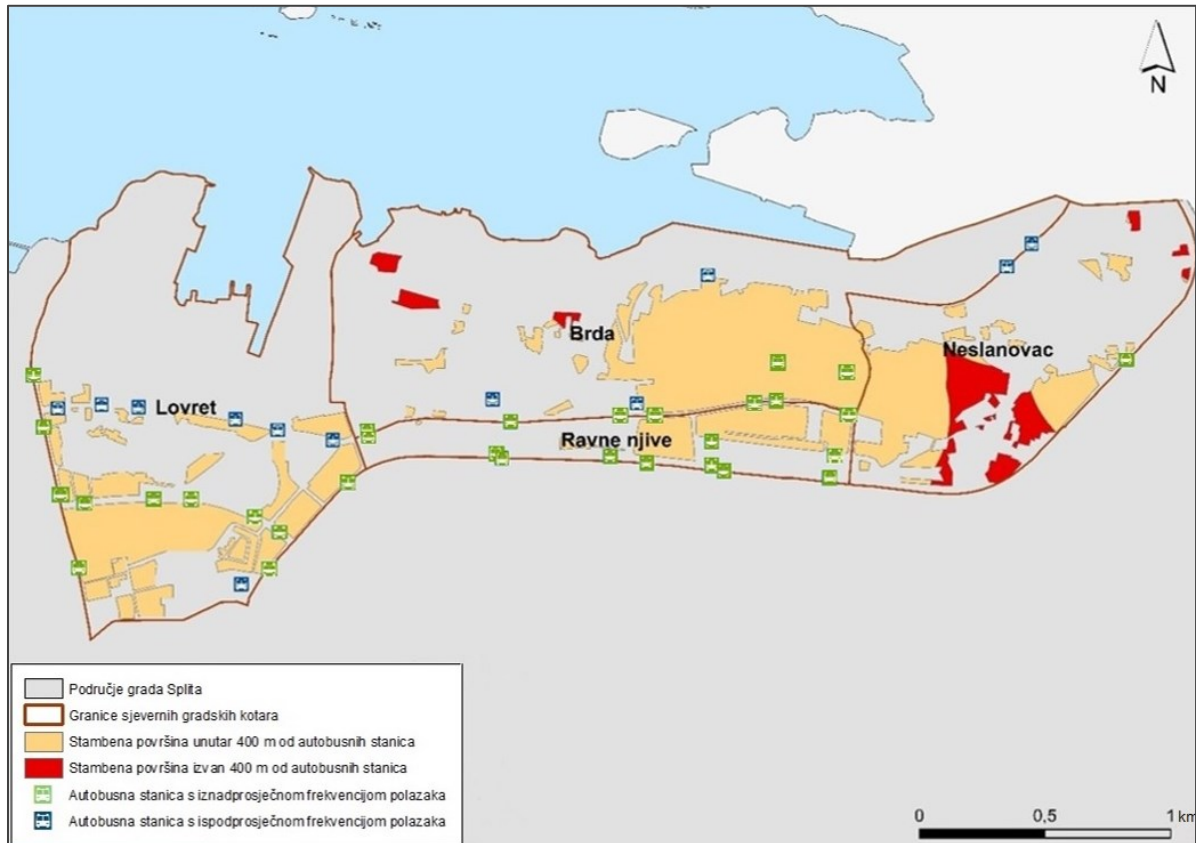 N
Brda
Neslanovac
Lovret
Ravne njive
Područje grada Splita
Granice sjevernih gradskih kotara
Stambena površina unutar 400 m od autobusnih stanica
Stambena površina izvan 400 m od autobusnih stanica
Autobusna stanica s iznadprosječnom frekvencijom polazaka
Autobusna stanica s ispodprosječnom frekvencijom polazaka
0 0,5 1 km